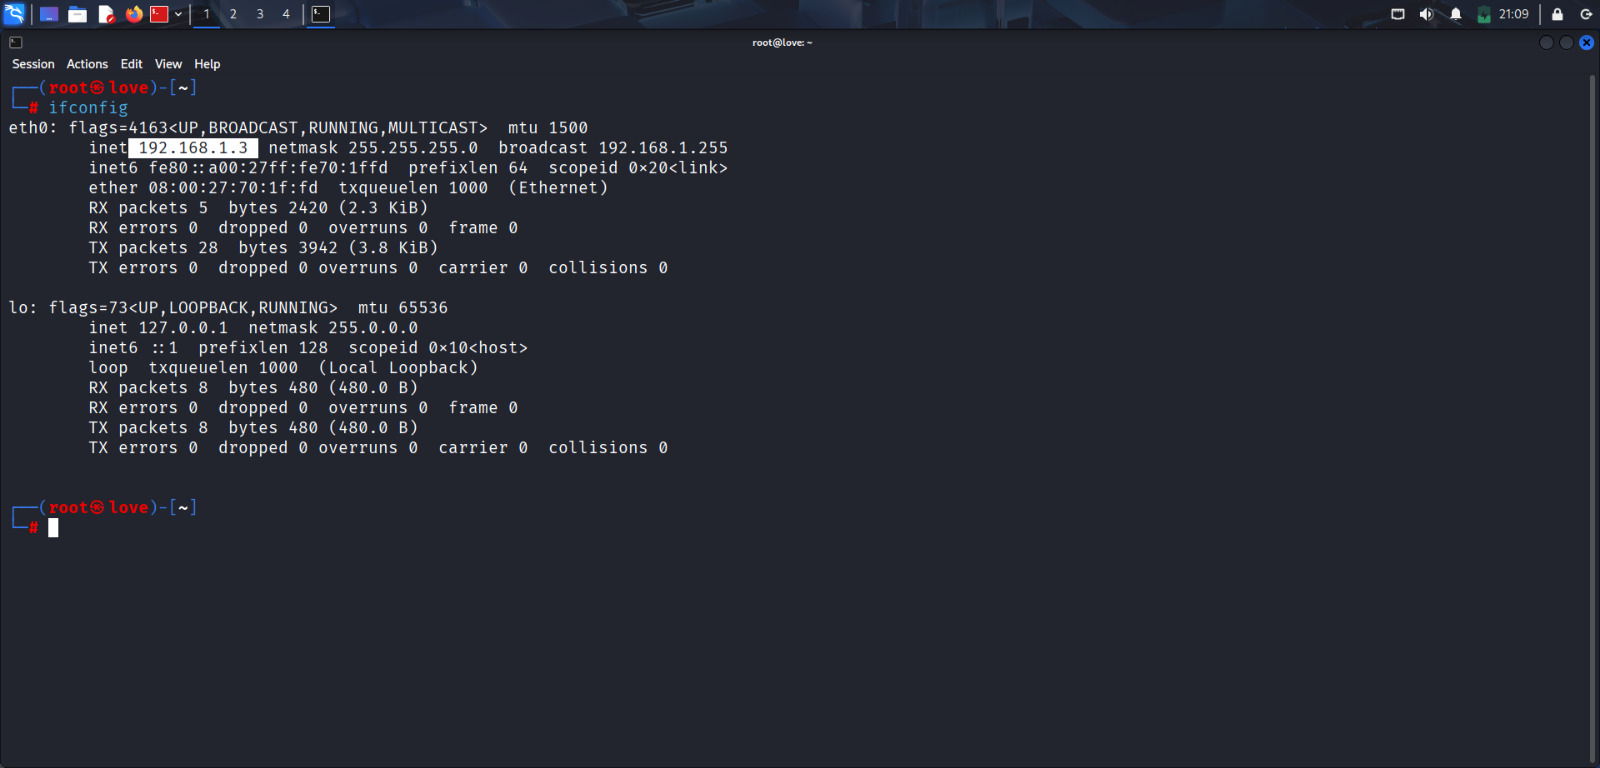 1 2 3 4
21:09
root@love: ~
Session Actions Edit View Help
┌──(root㉿love)-[~]
└─# ifconfig
eth0: flags=4163<UP,BROADCAST,RUNNING,MULTICAST>  mtu 1500
        inet 192.168.1.3  netmask 255.255.255.0  broadcast 192.168.1.255
        inet6 fe80::a00:27ff:fe70:1ffd  prefixlen 64  scopeid 0×20<link>
        ether 08:00:27:70:1f:fd  txqueuelen 1000  (Ethernet)
        RX packets 5  bytes 2420 (2.3 KiB)
        RX errors 0  dropped 0  overruns 0  frame 0
        TX packets 28  bytes 3942 (3.8 KiB)
        TX errors 0  dropped 0 overruns 0  carrier 0  collisions 0

lo: flags=73<UP,LOOPBACK,RUNNING>  mtu 65536
        inet 127.0.0.1  netmask 255.0.0.0
        inet6 ::1  prefixlen 128  scopeid 0×10<host>
        loop  txqueuelen 1000  (Local Loopback)
        RX packets 8  bytes 480 (480.0 B)
        RX errors 0  dropped 0  overruns 0  frame 0
        TX packets 8  bytes 480 (480.0 B)
        TX errors 0  dropped 0 overruns 0  carrier 0  collisions 0

┌──(root㉿love)-[~]
└─#